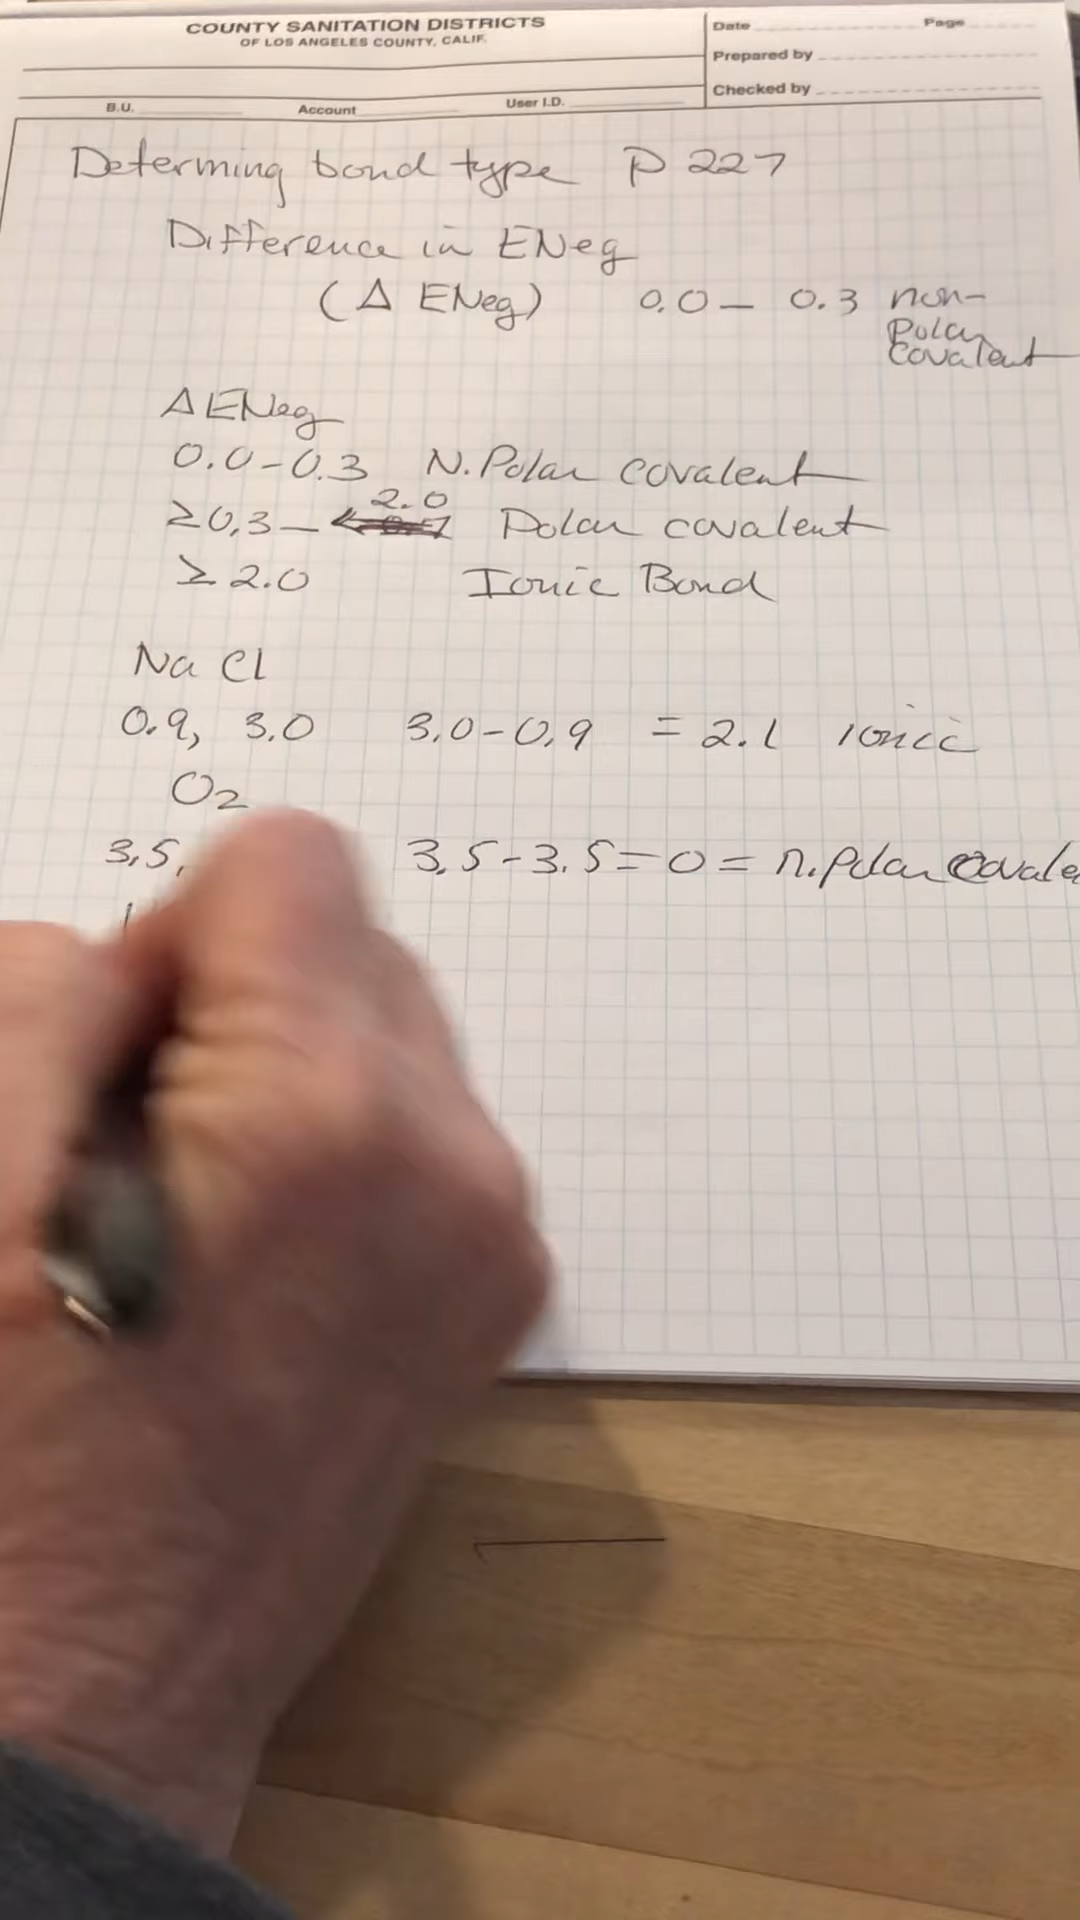 COUNTY SANITATION DISTRICTS
OF LOS ANGELES COUNTY, CALIF.
Date Page
Prepared by
Checked by
B.U. Account User I.D.
Determing bond type P 227
Difference in ENeg
(Δ ENeg) 0.0 – 0.3 non-
Polar
covalent
Δ ENeg
0.0-0.3 N.Polar covalent
2.0
≥0.3 – < Polar covalent
≥ 2.0 Ionic Bond
Na Cl
0.9, 3.0 3.0-0.9 = 2.1 ionic
O2
3.5, 3.5-3.5=0= n.polar covale